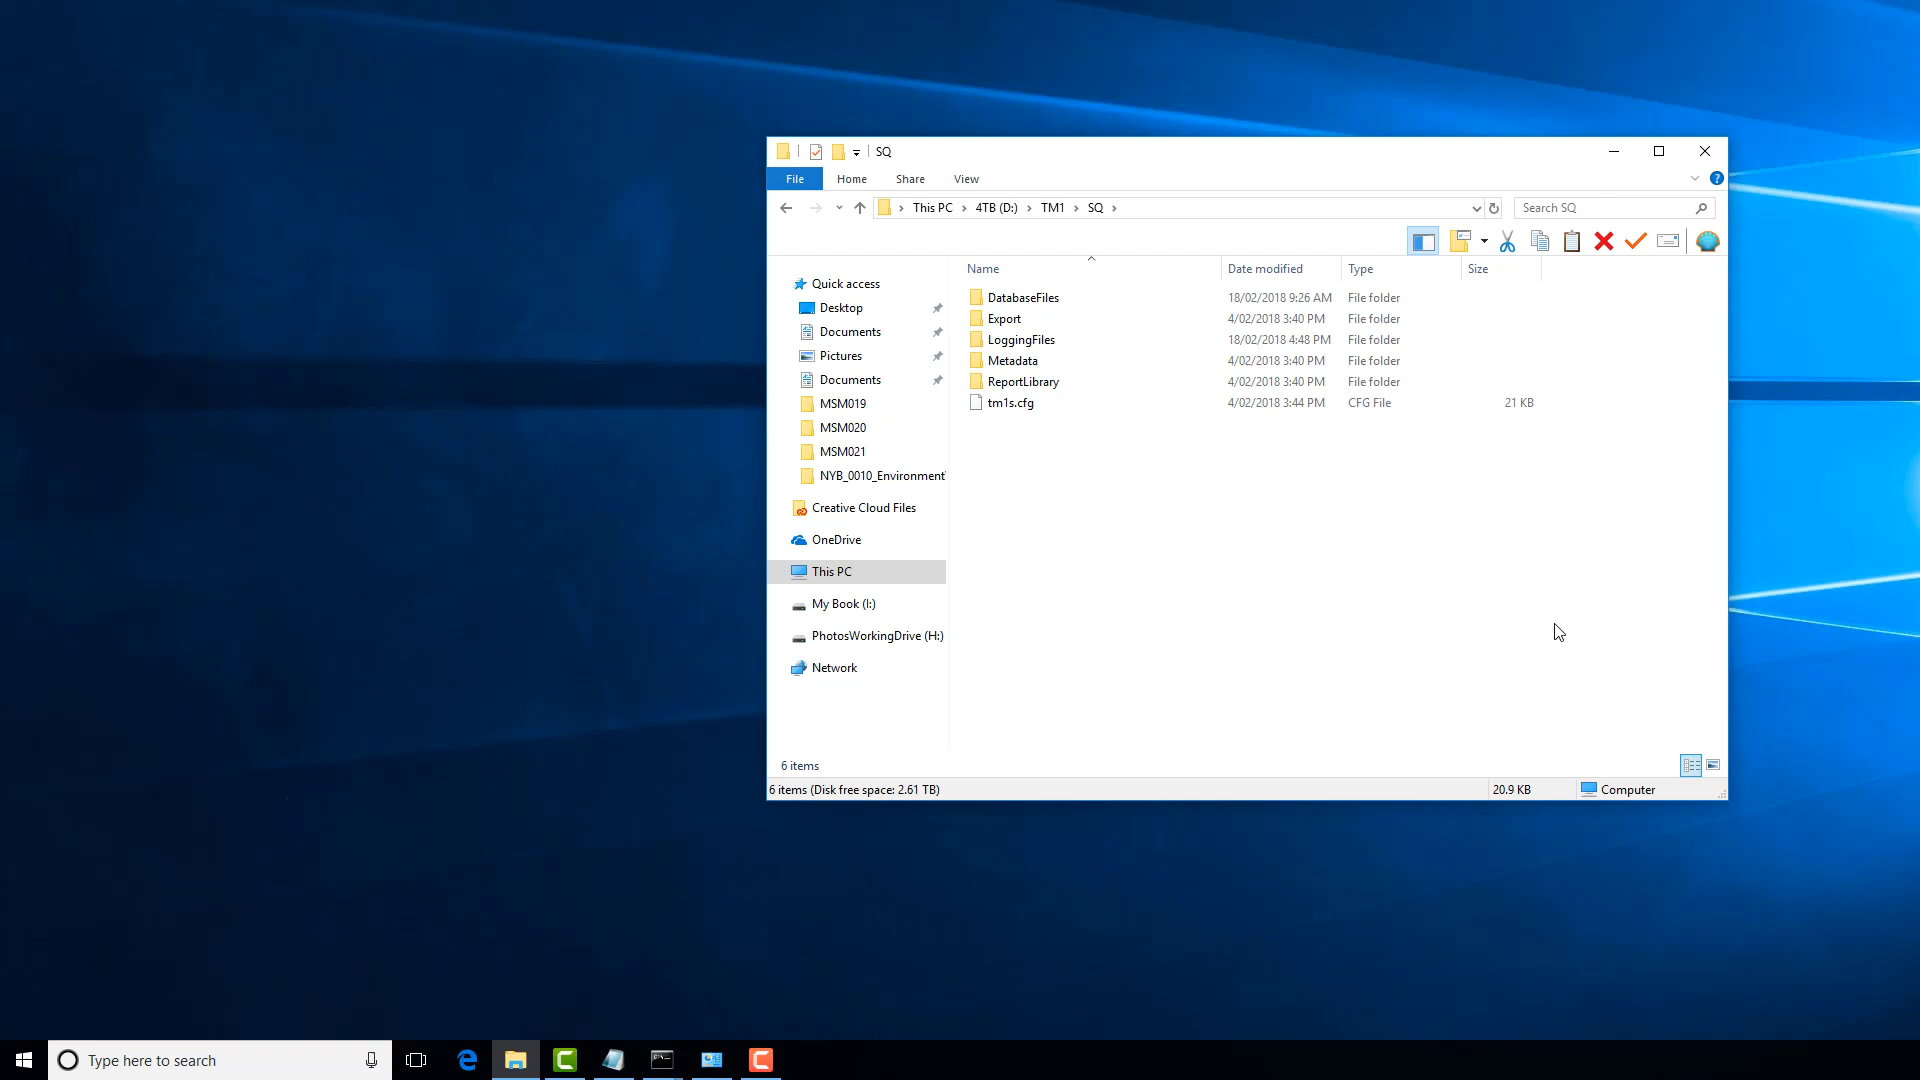 SQ
File Home Share View
This PC 4TB (D:) TM1 SQ
Search SQ
Name Date modified Type Size
Quick access
Desktop
Documents
Pictures
Documents
MSM019
MSM020
MSM021
NYB_0010_Environment
Creative Cloud Files
OneDrive
This PC
My Book (I:)
PhotosWorkingDrive (H:)
Network
DatabaseFiles 18/02/2018 9:26 AM File folder
Export 4/02/2018 3:40 PM File folder
LoggingFiles 18/02/2018 4:48 PM File folder
Metadata 4/02/2018 3:40 PM File folder
ReportLibrary 4/02/2018 3:40 PM File folder
tm1s.cfg 4/02/2018 3:44 PM CFG File 21 KB
6 items
6 items (Disk free space: 2.61 TB) 20.9 KB Computer
Type here to search